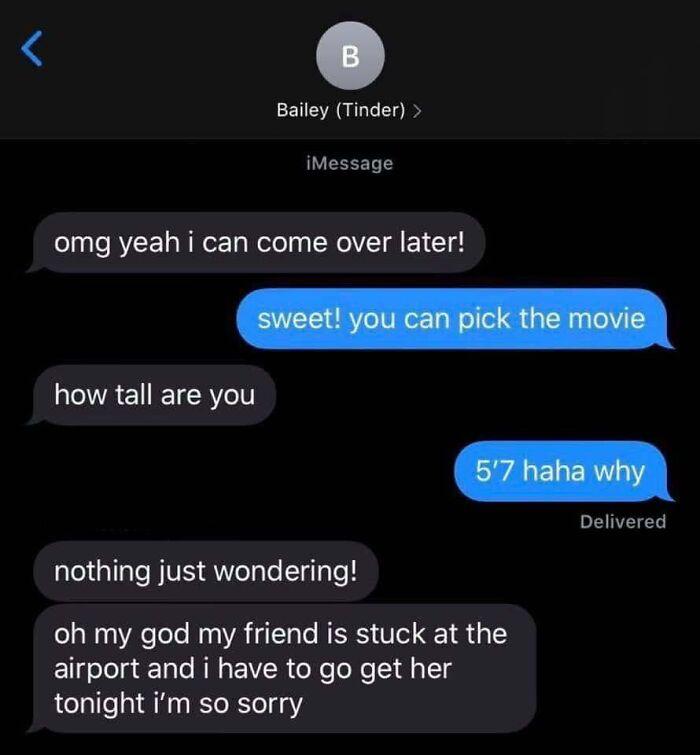 B
Bailey (Tinder) >
iMessage
omg yeah i can come over later!
sweet! you can pick the movie
how tall are you
5'7 haha why
Delivered
nothing just wondering!
oh my god my friend is stuck at the
airport and i have to go get her
tonight i'm so sorry